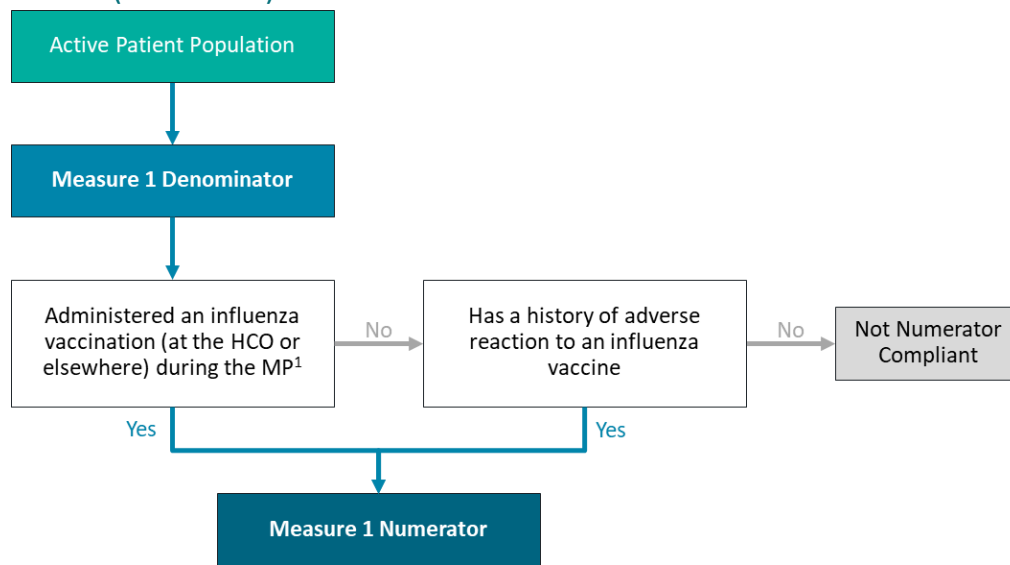 Active Patient Population
Measure 1 Denominator
Administered an influenza
vaccination (at the HCO or
elsewhere) during the MP¹
No
Has a history of adverse
reaction to an influenza
vaccine
No
Not Numerator
Compliant
Yes
Yes
Measure 1 Numerator